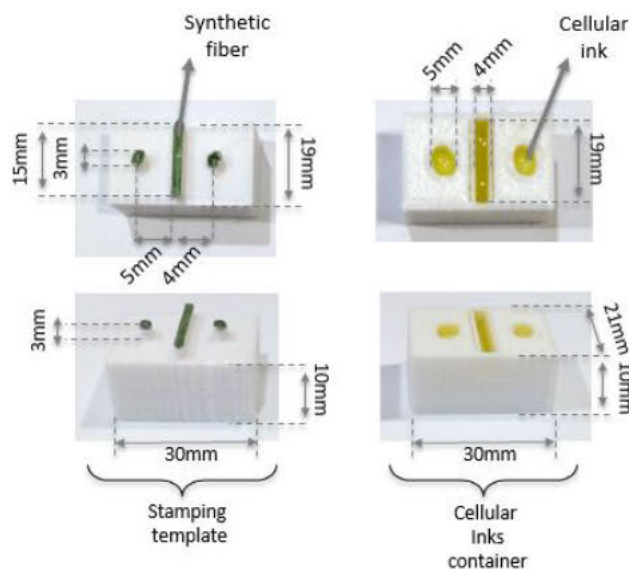 Synthetic
fiber
Cellular
ink
5mm
4mm
15mm
3mm
19mm
19mm
5mm
4mm
3mm
10mm
21mm
10mm
30mm
30mm
Stamping
template
Cellular
Inks
container